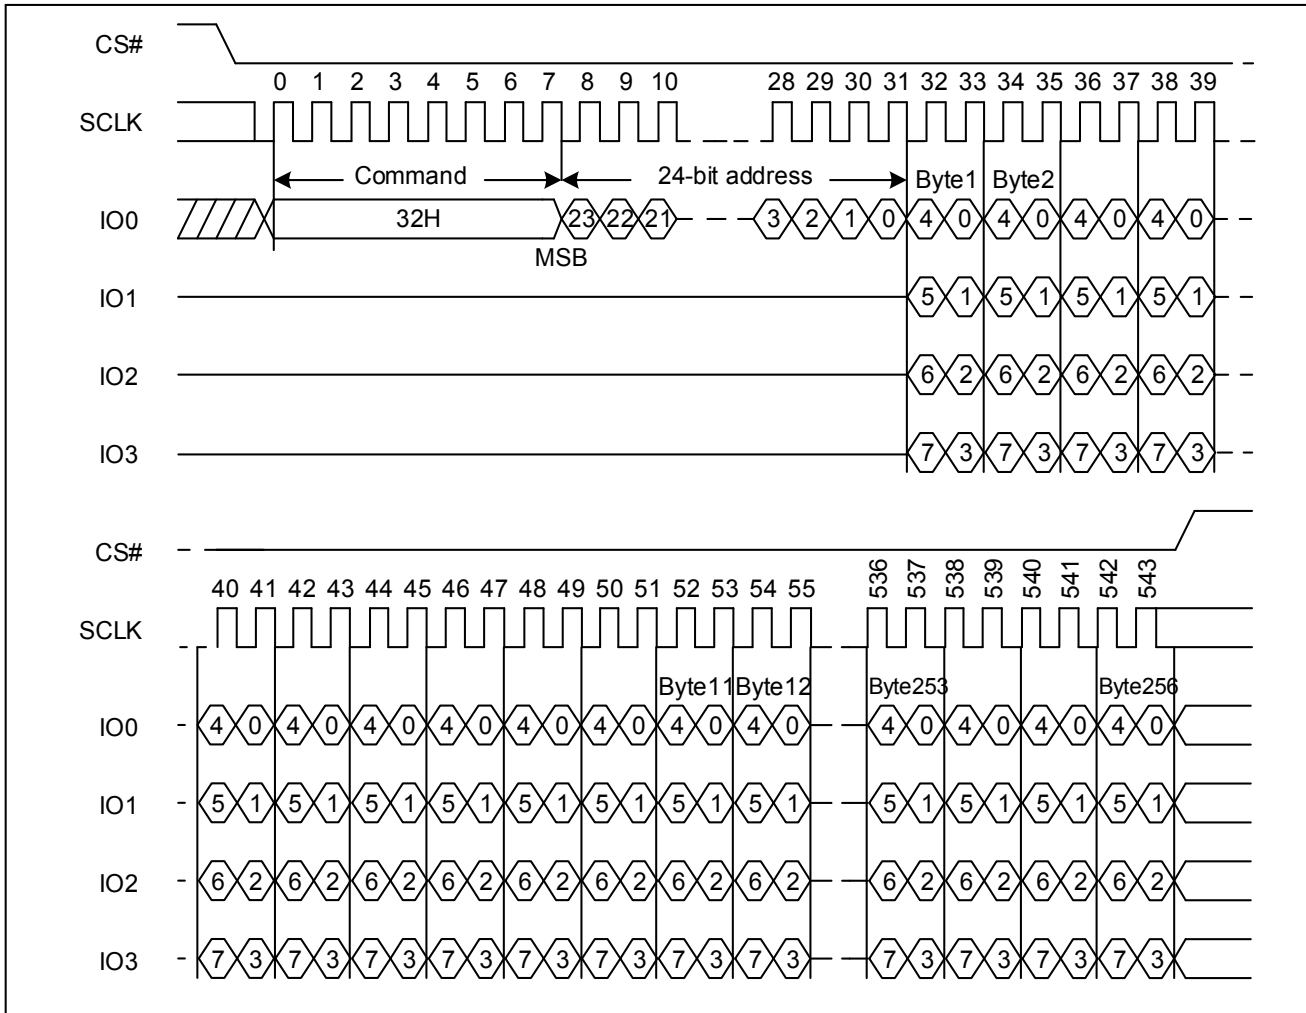 CS#
0 1 2 3 4 5 6 7 8 9 10 28 29 30 31 32 33 34 35 36 37 38 39
SCLK
Command 24-bit address Byte1 Byte2
IO0 32H 23 22 21 3 2 1 0 4 0 4 0 4 0 4 0
MSB
IO1 5 1 5 1 5 1 5 1
IO2 6 2 6 2 6 2 6 2
IO3 7 3 7 3 7 3 7 3
CS#
40 41 42 43 44 45 46 47 48 49 50 51 52 53 54 55 536 537 538 539 540 541 542 543
SCLK
Byte11 Byte12 Byte253 Byte256
IO0 4 0 4 0 4 0 4 0 4 0 4 0 4 0 4 0 4 0 4 0 4 0 4 0
IO1 5 1 5 1 5 1 5 1 5 1 5 1 5 1 5 1 5 1 5 1 5 1 5 1
IO2 6 2 6 2 6 2 6 2 6 2 6 2 6 2 6 2 6 2 6 2 6 2 6 2
IO3 7 3 7 3 7 3 7 3 7 3 7 3 7 3 7 3 7 3 7 3 7 3 7 3